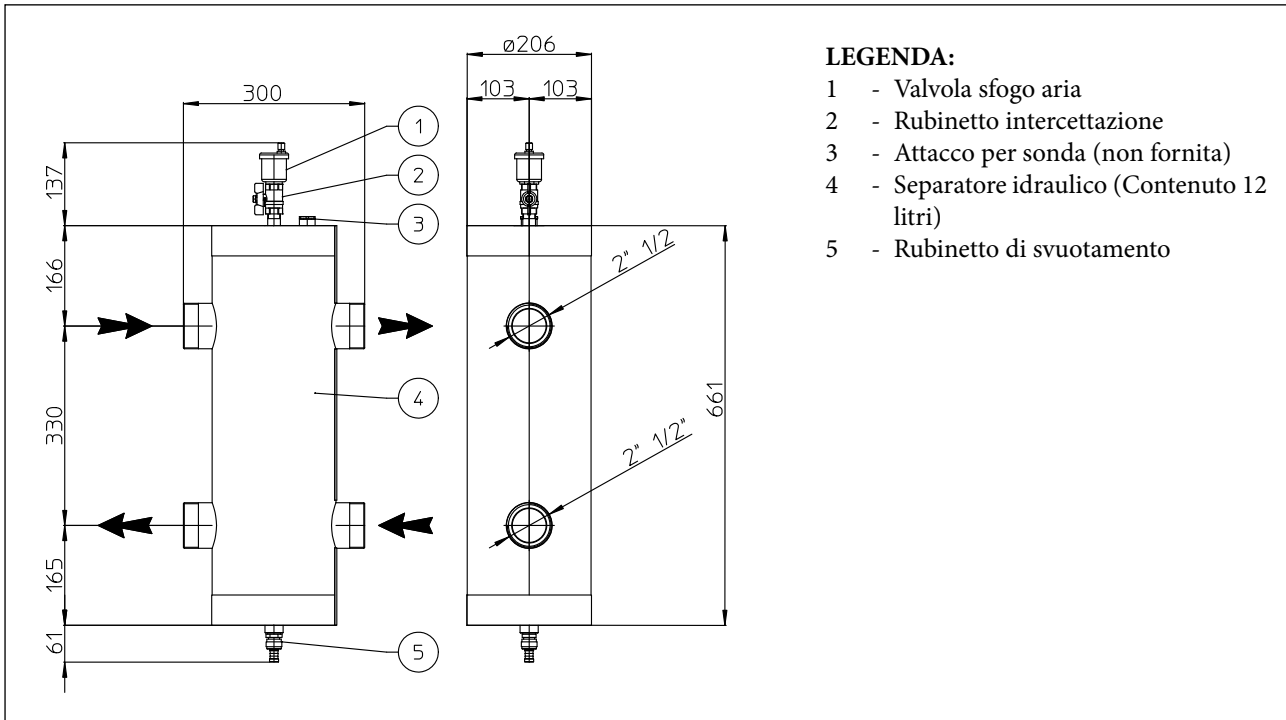 ø206
103 103
300
137
166
330
165
61
1
2
3
4
5
2" 1/2
2" 1/2"
661
LEGENDA:
1 - Valvola sfogo aria
2 - Rubinetto intercettazione
3 - Attacco per sonda (non fornita)
4 - Separatore idraulico (Contenuto 12
litri)
5 - Rubinetto di svuotamento